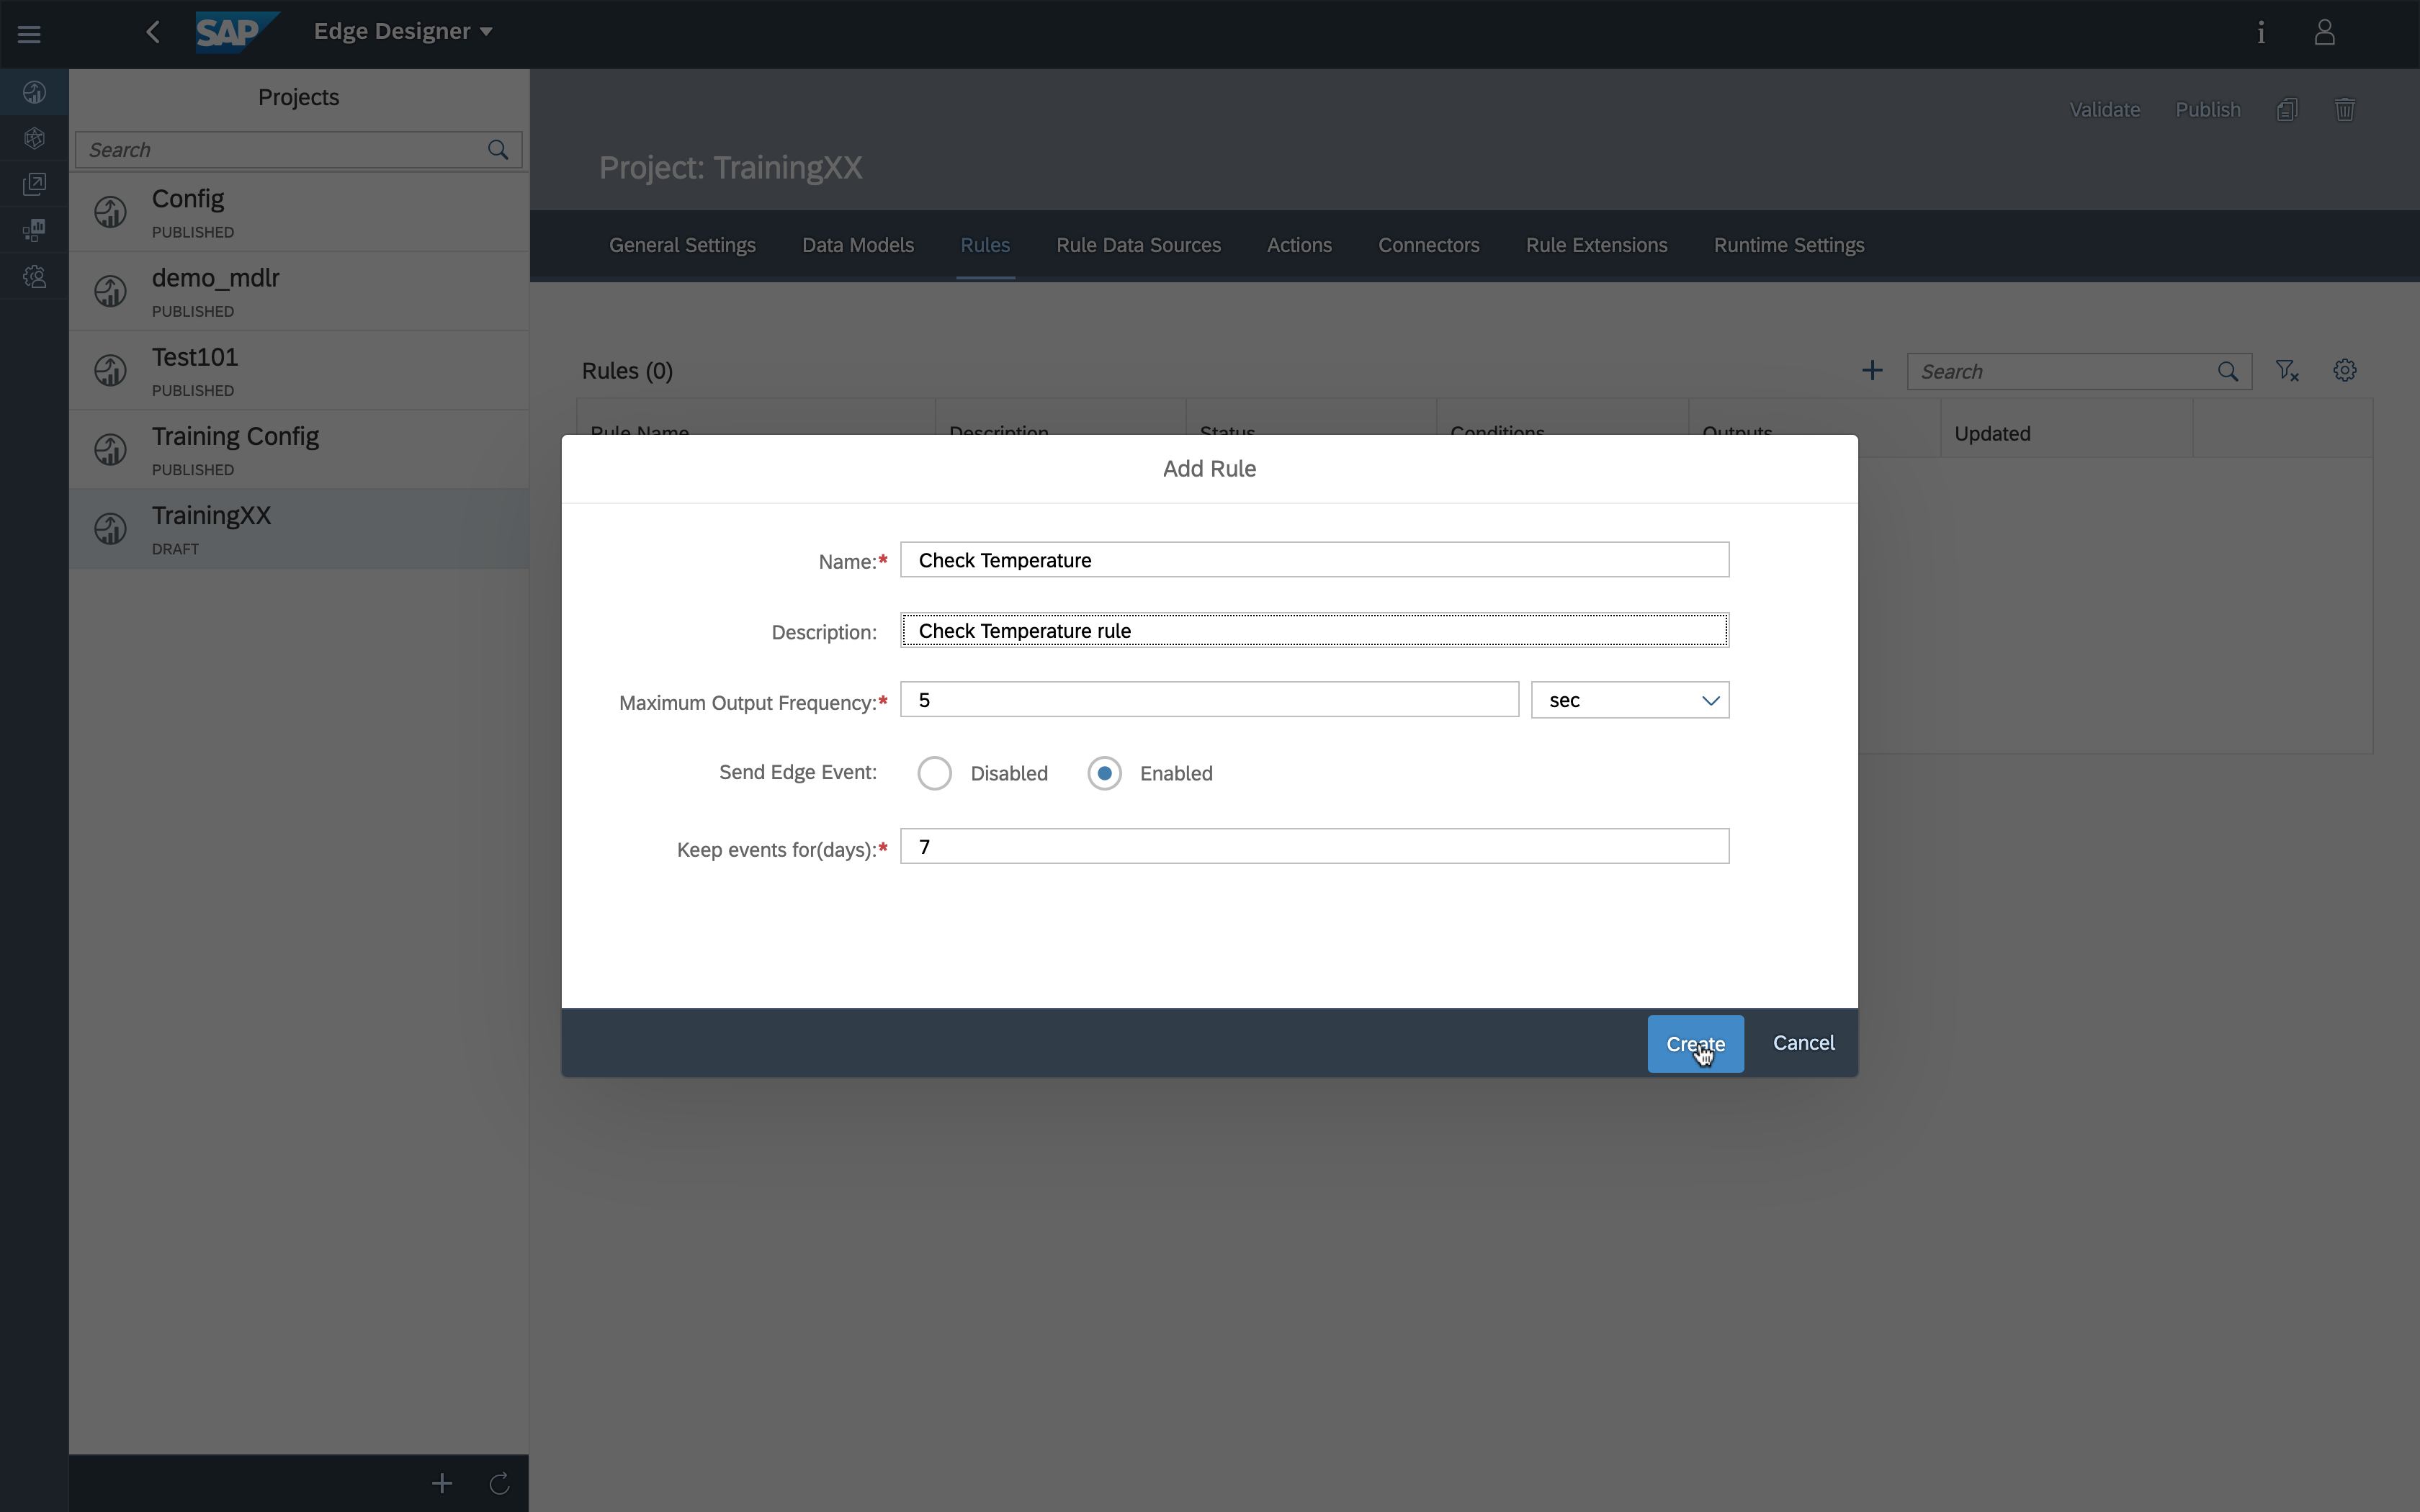 SAP
Edge Designer
i
Projects
Search
Config
PUBLISHED
demo_mdlr
PUBLISHED
Test101
PUBLISHED
Training Config
PUBLISHED
TrainingXX
DRAFT
Validate Publish
Project: TrainingXX
General Settings Data Models Rules Rule Data Sources Actions Connectors Rule Extensions Runtime Settings
Rules (0)
Search
Rule Name Description Status Conditions Outputs Updated
Add Rule
Name:* Check Temperature
Description: Check Temperature rule
Maximum Output Frequency:* 5 sec
Send Edge Event: Disabled Enabled
Keep events for(days):* 7
Create Cancel